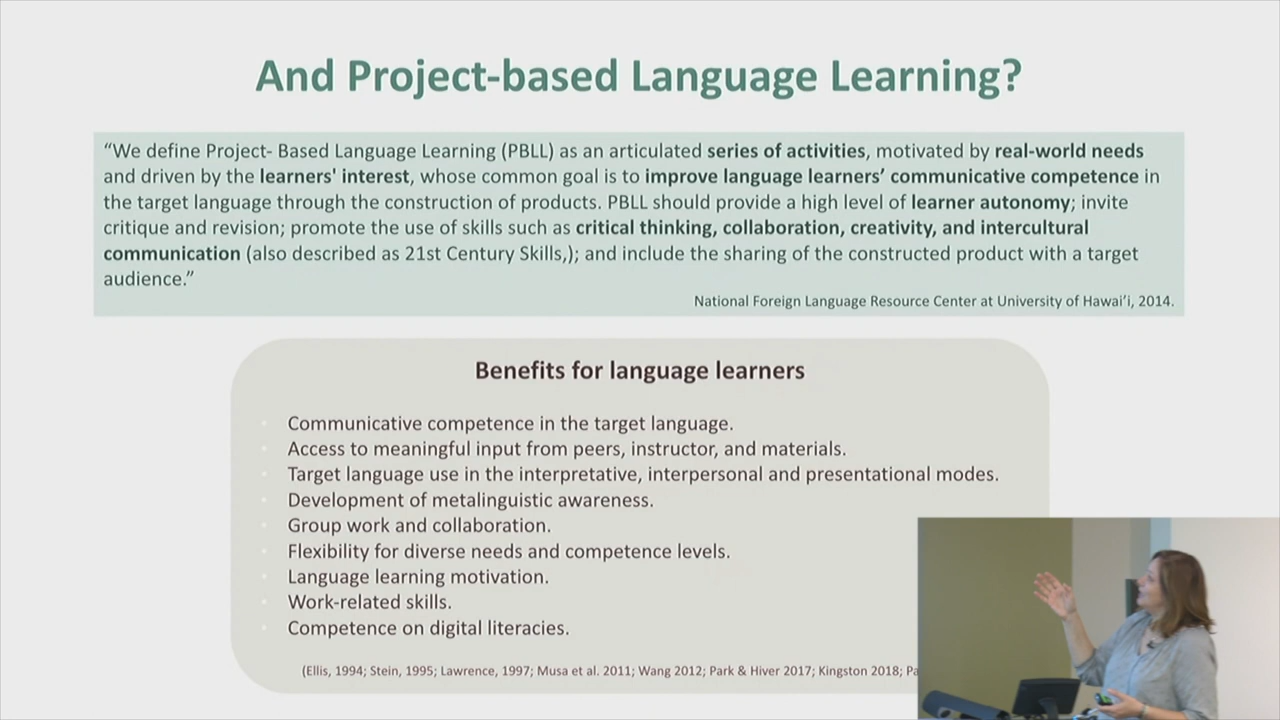 And Project-based Language Learning?
“We define Project- Based Language Learning (PBLL) as an articulated series of activities, motivated by real-world needs
and driven by the learners' interest, whose common goal is to improve language learners’ communicative competence in
the target language through the construction of products. PBLL should provide a high level of learner autonomy; invite
critique and revision; promote the use of skills such as critical thinking, collaboration, creativity, and intercultural
communication (also described as 21st Century Skills,); and include the sharing of the constructed product with a target
audience.”
National Foreign Language Resource Center at University of Hawai’i, 2014.
Benefits for language learners
Communicative competence in the target language.
Access to meaningful input from peers, instructor, and materials.
Target language use in the interpretative, interpersonal and presentational modes.
Development of metalinguistic awareness.
Group work and collaboration.
Flexibility for diverse needs and competence levels.
Language learning motivation.
Work-related skills.
Competence on digital literacies.
(Ellis, 1994; Stein, 1995; Lawrence, 1997; Musa et al. 2011; Wang 2012; Park & Hiver 2017; Kingston 2018;